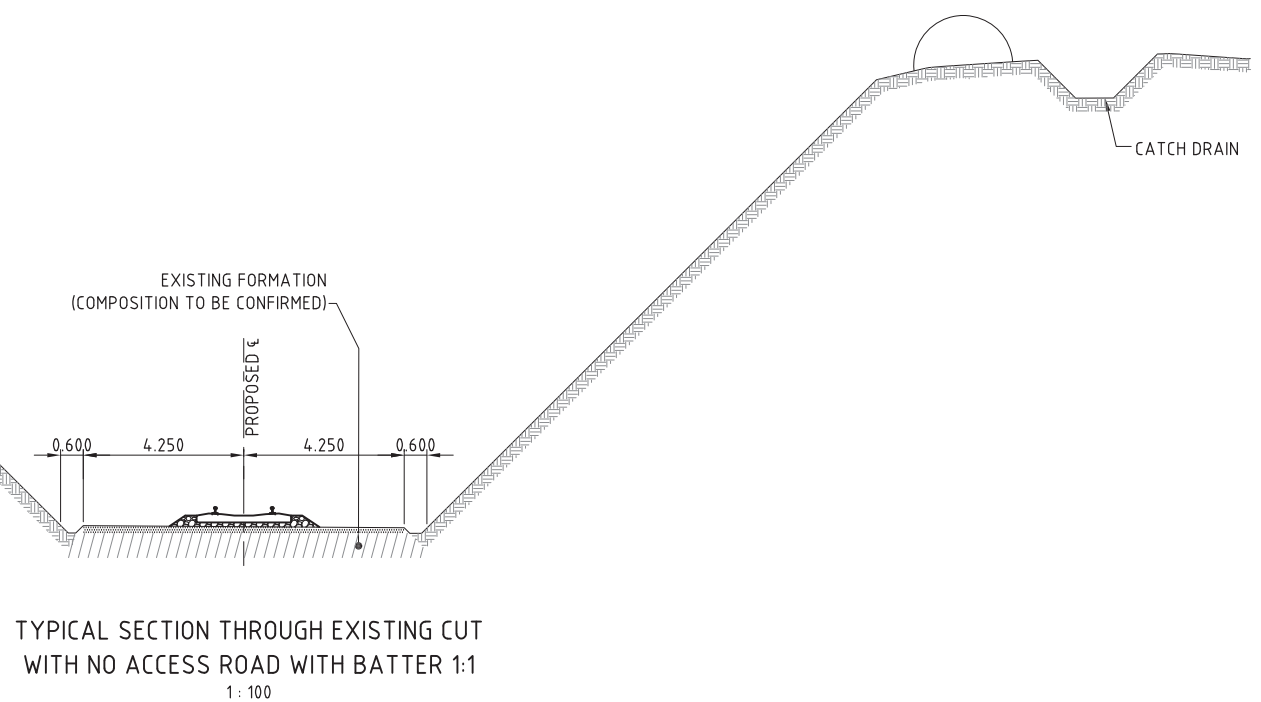 CATCH DRAIN
EXISTING FORMATION
(COMPOSITION TO BE CONFIRMED)
PROPOSED ℄
0.600 4.250 4.250 0.600
TYPICAL SECTION THROUGH EXISTING CUT
WITH NO ACCESS ROAD WITH BATTER 1:1
1 : 100